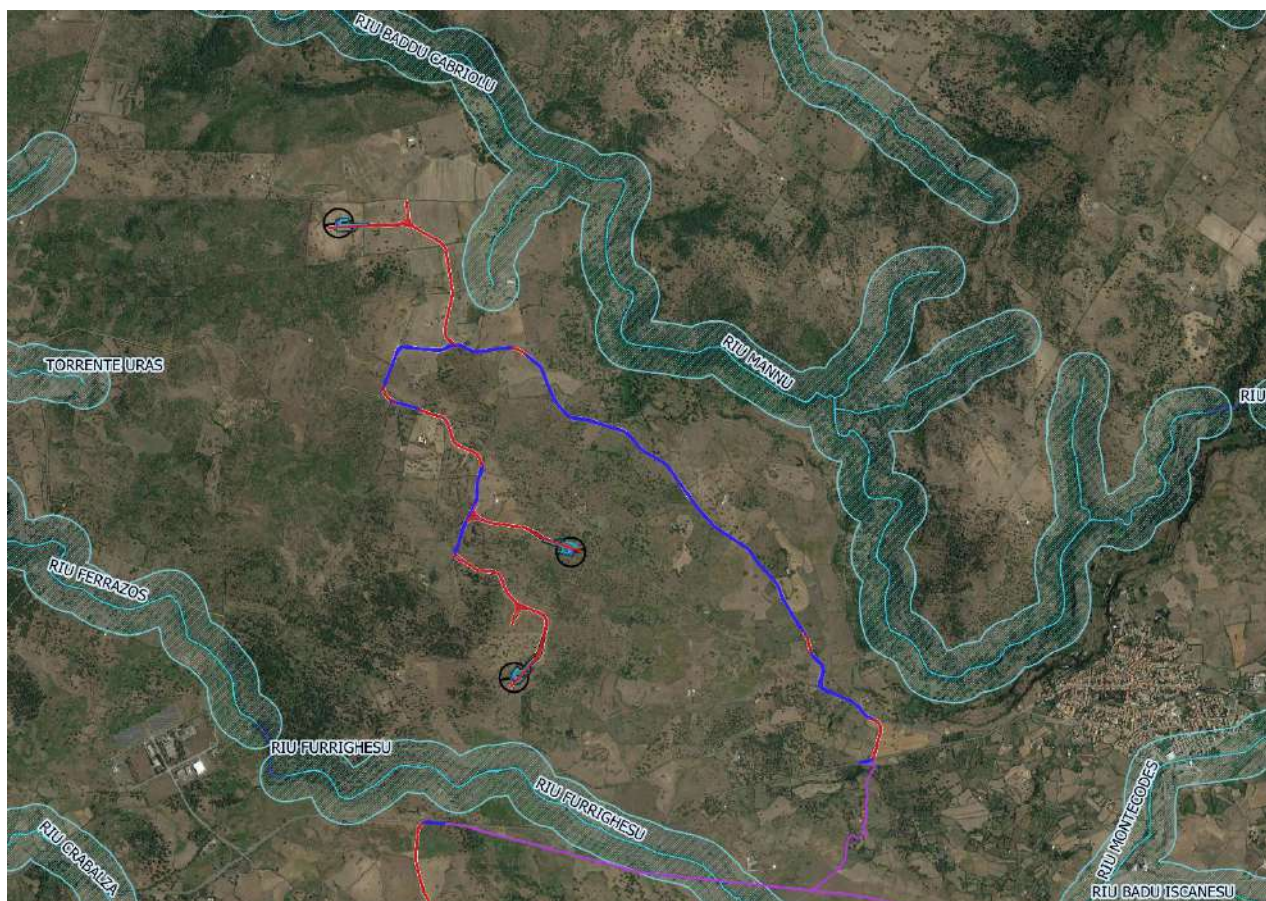 RIU BADDU CABRIOLU
RIU MANNU
TORRENTE URAS
RIU
RIU FERRAZOS
RIU FURRIGHESU
RIU FURRIGHESU
RIU MONTECODES
RIU CRABALZA
RIU BADU ISCANESU